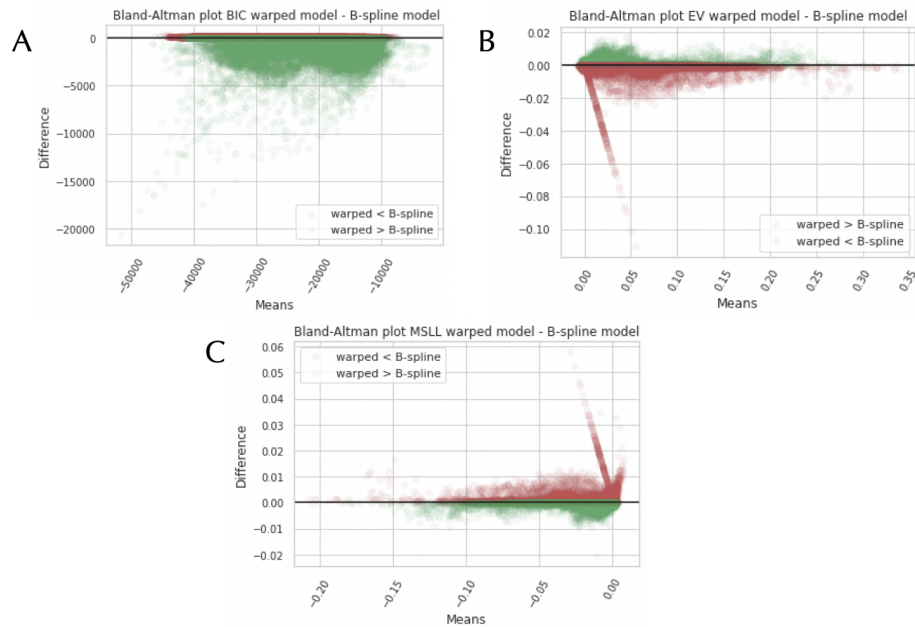 A
Bland-Altman plot BIC warped model - B-spline model
0
−5000
−10000
−15000
−20000
Difference
warped < B-spline
warped > B-spline
−50000
−40000
−30000
−20000
−10000
Means
B
Bland-Altman plot EV warped model - B-spline model
0.02
0.00
−0.02
−0.04
−0.06
−0.08
−0.10
Difference
warped > B-spline
warped < B-spline
0.00
0.05
0.10
0.15
0.20
0.25
0.30
0.35
Means
C
Bland-Altman plot MSLL warped model - B-spline model
0.06
0.05
0.04
0.03
0.02
0.01
0.00
−0.01
−0.02
Difference
warped < B-spline
warped > B-spline
−0.20
−0.15
−0.10
−0.05
0.00
Means